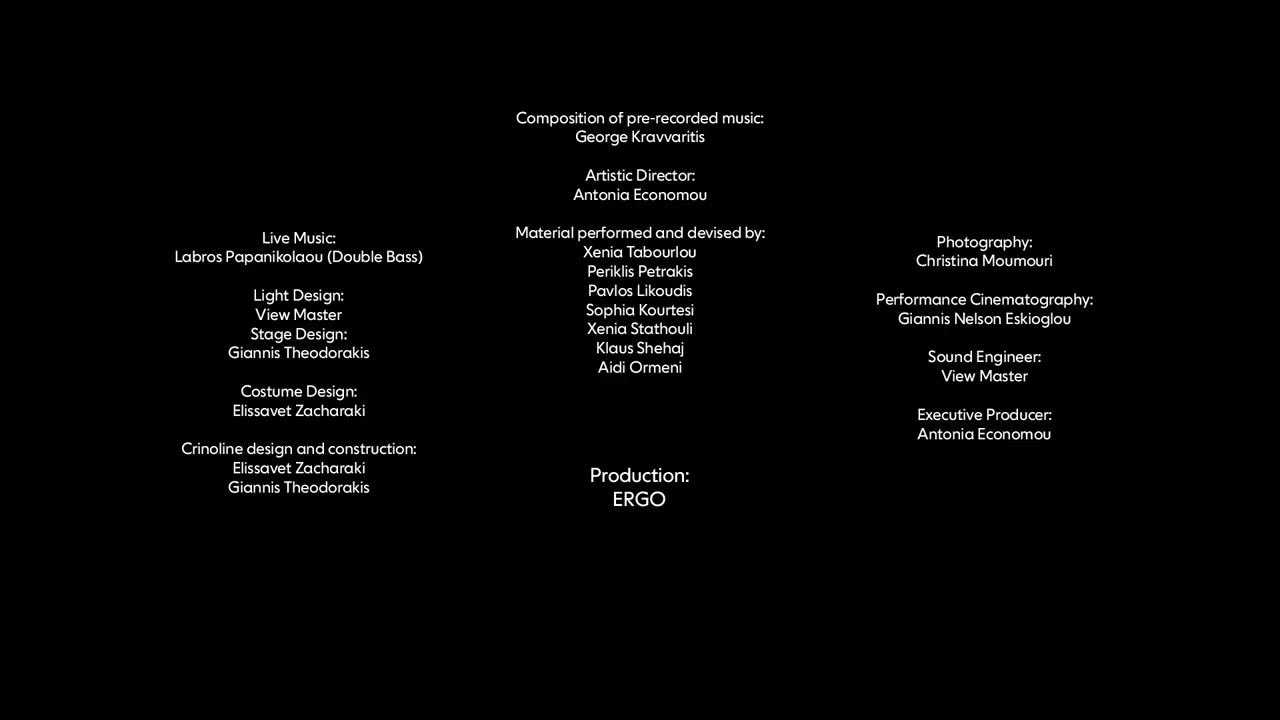 Live Music:
Labros Papanikolaou (Double Bass)
Light Design:
View Master
Stage Design:
Giannis Theodorakis
Costume Design:
Elissavet Zacharaki
Crinoline design and construction:
Elissavet Zacharaki
Giannis Theodorakis
Composition of pre-recorded music:
George Kravvaritis
Artistic Director:
Antonia Economou
Material performed and devised by:
Xenia Tabourlou
Periklis Petrakis
Pavlos Likoudis
Sophia Kourtesi
Xenia Stathouli
Klaus Shehaj
Aidi Ormeni
Production:
ERGO
Photography:
Christina Moumouri
Performance Cinematography:
Giannis Nelson Eskioglou
Sound Engineer:
View Master
Executive Producer:
Antonia Economou